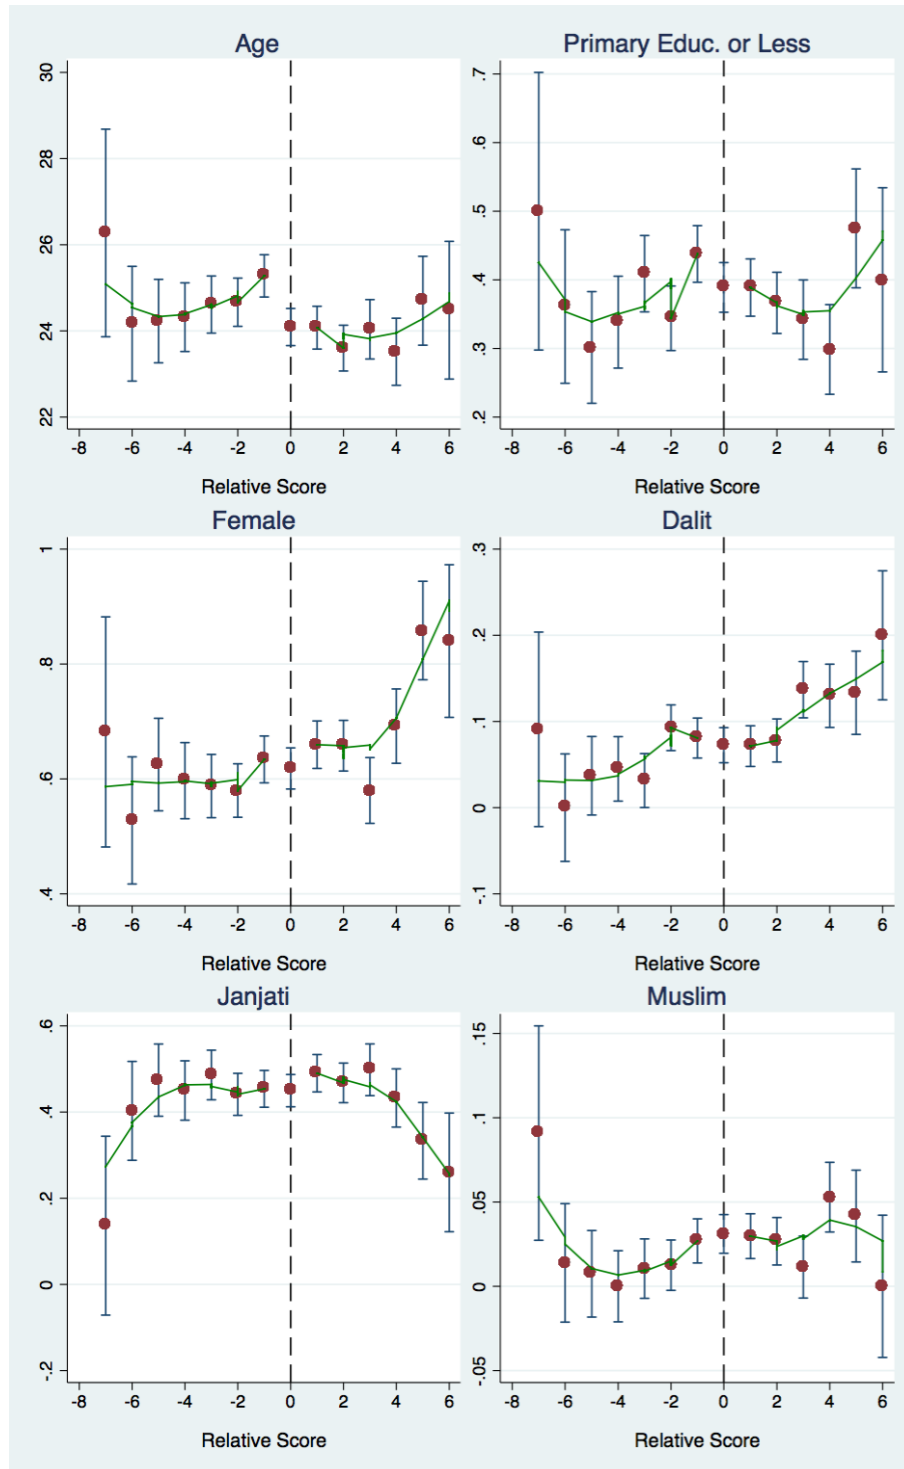 Age
30
28
26
24
22
-8 -6 -4 -2 0 2 4 6
Relative Score
Primary Educ. or Less
.7
.6
.5
.4
.3
.2
-8 -6 -4 -2 0 2 4 6
Relative Score
Female
1
.8
.6
.4
-8 -6 -4 -2 0 2 4 6
Relative Score
Dalit
.3
.2
.1
0
-.1
-8 -6 -4 -2 0 2 4 6
Relative Score
Janjati
.6
.4
.2
0
-.2
-8 -6 -4 -2 0 2 4 6
Relative Score
Muslim
.15
.1
.05
0
-.05
-8 -6 -4 -2 0 2 4 6
Relative Score